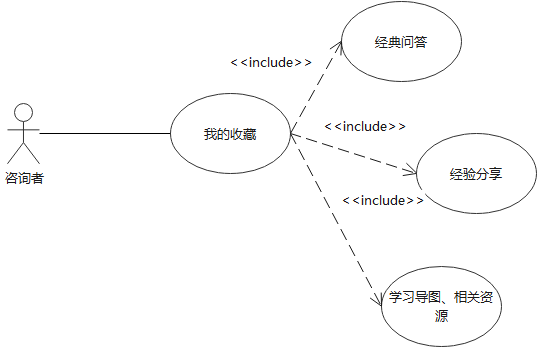 经典问答
<<include>>
<<include>>
我的收藏
经验分享
咨询者
<<include>>
学习导图、相关资
源